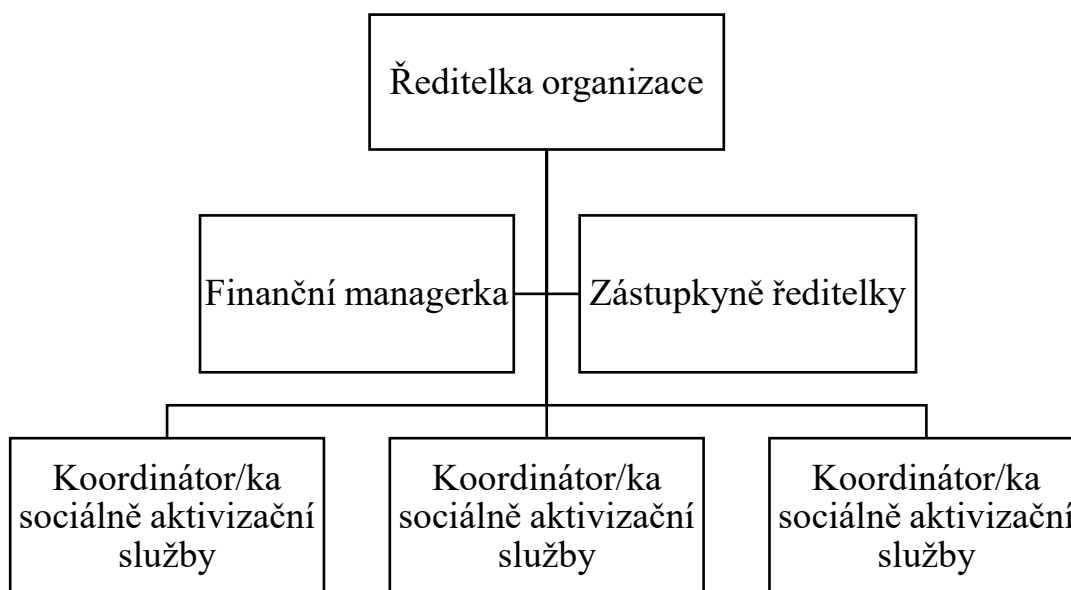 Ředitelka organizace
Finanční managerka
Zástupkyně ředitelky
Koordinátor/ka
sociálně aktivizační
služby
Koordinátor/ka
sociálně aktivizační
služby
Koordinátor/ka
sociálně aktivizační
služby